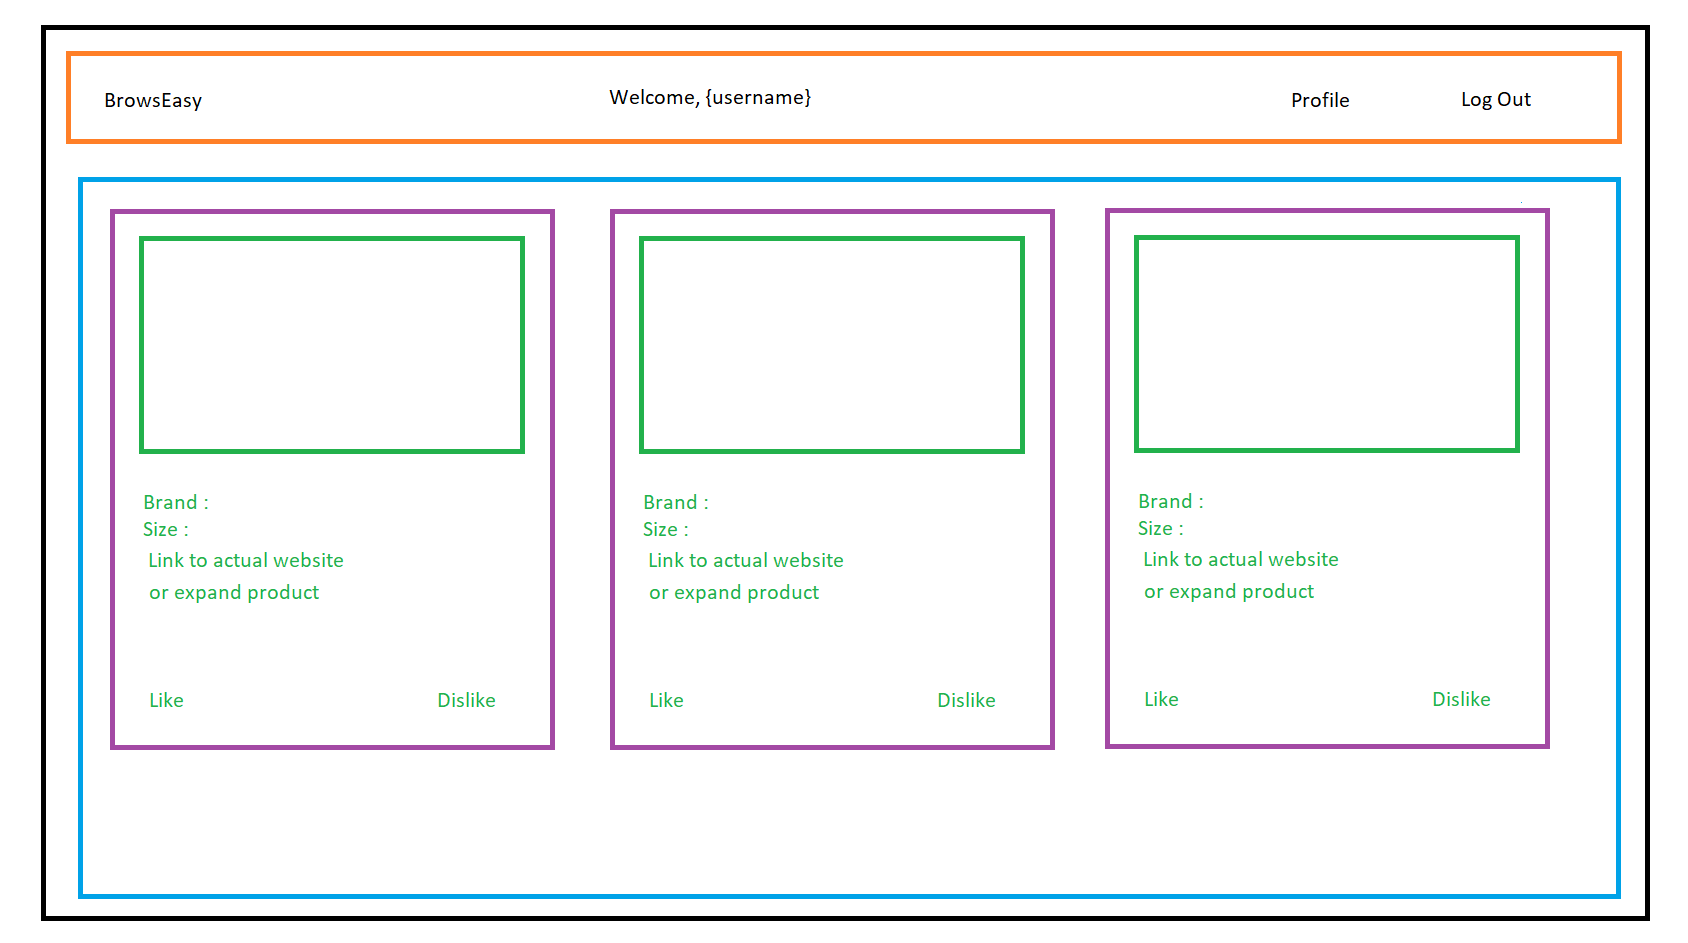 BrowsEasy
Welcome, {username}
Profile
Log Out
Brand :
Size :
Link to actual website
or expand product
Like
Dislike
Brand :
Size :
Link to actual website
or expand product
Like
Dislike
Brand :
Size :
Link to actual website
or expand product
Like
Dislike